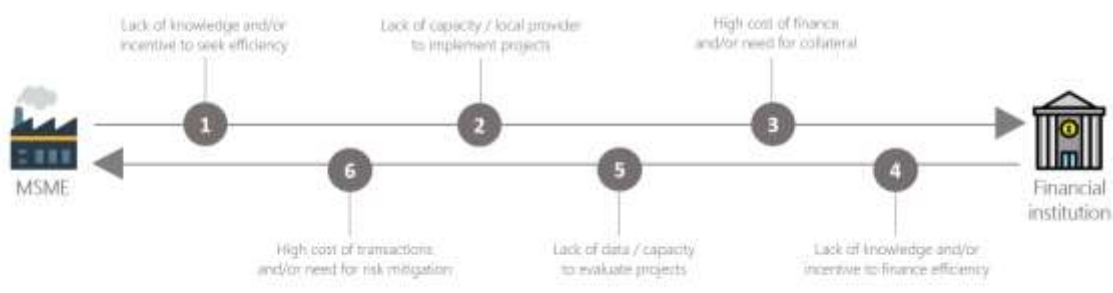 Lack of knowledge and/or
incentive to seek efficiency
Lack of capacity / local provider
to implement projects
High cost of finance
and/or need for collateral
1
2
3
MSME
6
5
4
Financial
institution
High cost of transactions
and/or need for risk mitigation
Lack of data / capacity
to evaluate projects
Lack of knowledge and/or
incentive to finance efficiency